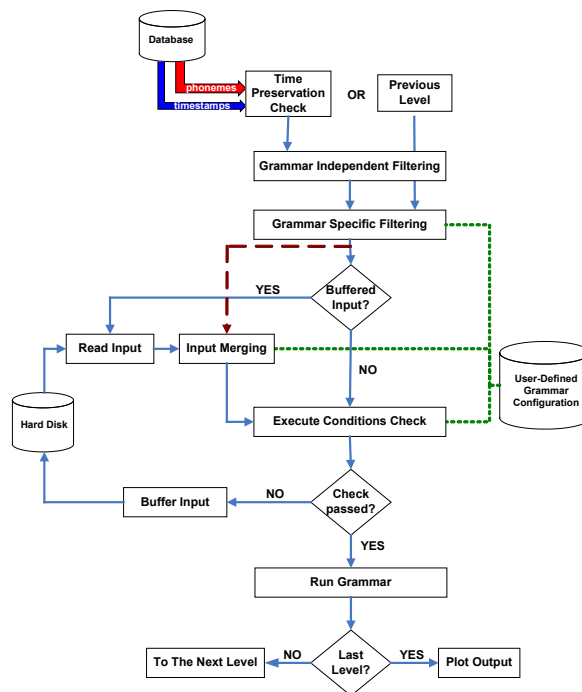 Database
phonemes
timestamps
Time
Preservation
Check
OR
Previous
Level
Grammar Independent Filtering
Grammar Specific Filtering
YES
Buffered
Input?
Read Input
Input Merging
NO
User-Defined
Grammar
Configuration
Hard Disk
Execute Conditions Check
Buffer Input
NO
Check
passed?
YES
Run Grammar
To The Next Level
NO
Last
Level?
YES
Plot Output